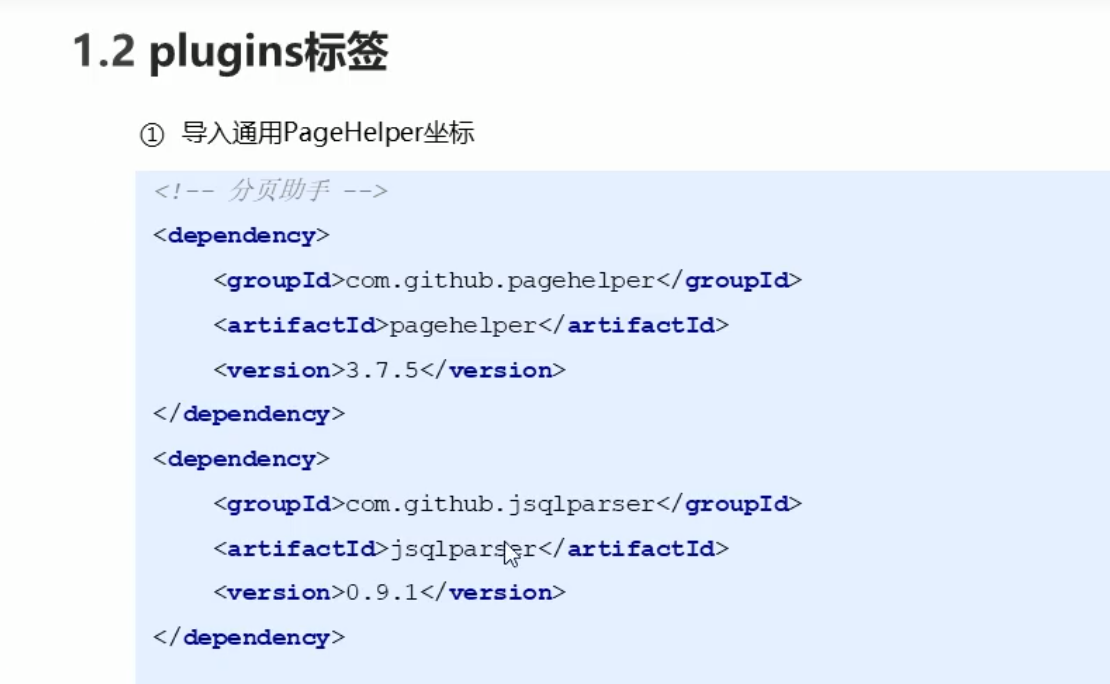 1.2 plugins标签
① 导入通用PageHelper坐标
<!-- 分页助手 -->
<dependency>
<groupId>com.github.pagehelper</groupId>
<artifactId>pagehelper</artifactId>
<version>3.7.5</version>
</dependency>
<dependency>
<groupId>com.github.jsqlparser</groupId>
<artifactId>jsqlparser</artifactId>
<version>0.9.1</version>
</dependency>